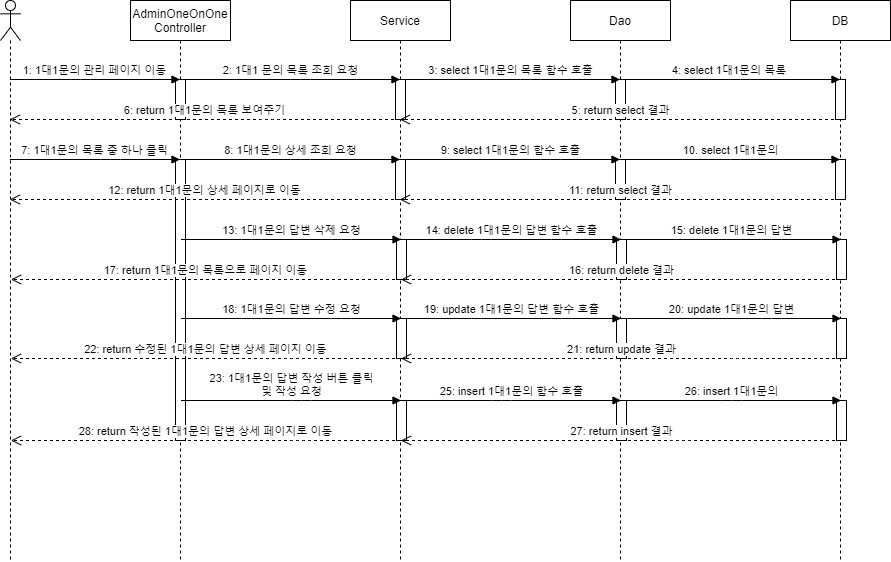 AdminOneOnOne
Controller
Service
Dao
DB
1: 1대1문의 관리 페이지 이동
2: 1대1 문의 목록 조회 요청
3: select 1대1문의 목록 함수 호출
4: select 1대1문의 목록
6: return 1대1문의 목록 보여주기
5: return select 결과
7: 1대1문의 목록 중 하나 클릭
8: 1대1문의 상세 조회 요청
9: select 1대1문의 함수 호출
10. select 1대1문의
12: return 1대1문의 상세 페이지로 이동
11: return select 결과
13: 1대1문의 답변 삭제 요청
14: delete 1대1문의 답변 함수 호출
15: delete 1대1문의 답변
17: return 1대1문의 목록으로 페이지 이동
16: return delete 결과
18: 1대1문의 답변 수정 요청
19: update 1대1문의 답변 함수 호출
20: update 1대1문의 답변
22: return 수정된 1대1문의 답변 상세 페이지 이동
21: return update 결과
23: 1대1문의 답변 작성 버튼 클릭
및 작성 요청
25: insert 1대1문의 함수 호출
26: insert 1대1문의
28: return 작성된 1대1문의 답변 상세 페이지로 이동
27: return insert 결과